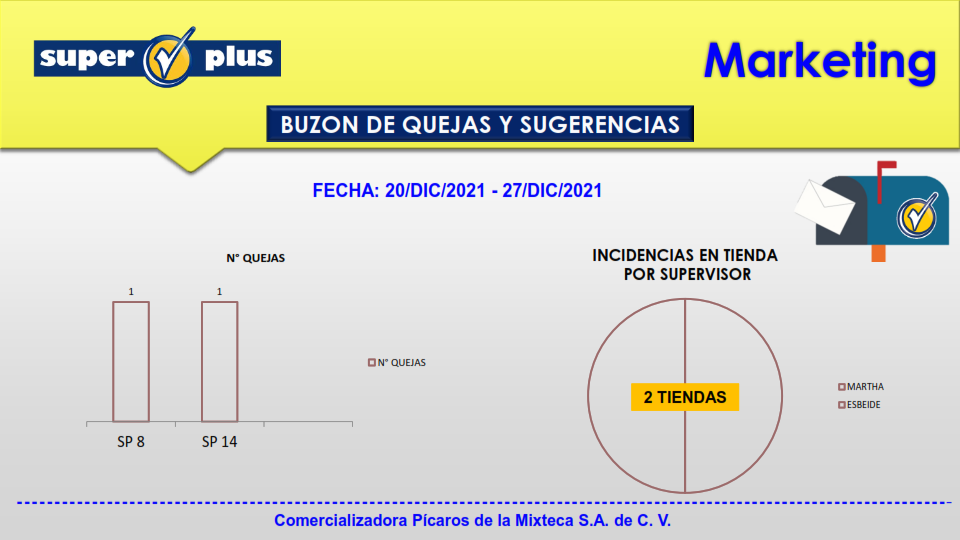 super plus
Marketing
BUZON DE QUEJAS Y SUGERENCIAS
FECHA: 20/DIC/2021 - 27/DIC/2021
N° QUEJAS
1
1
N° QUEJAS
SP 8
SP 14
INCIDENCIAS EN TIENDA
POR SUPERVISOR
2 TIENDAS
MARTHA
ESBEIDE
Comercializadora Pícaros de la Mixteca S.A. de C. V.